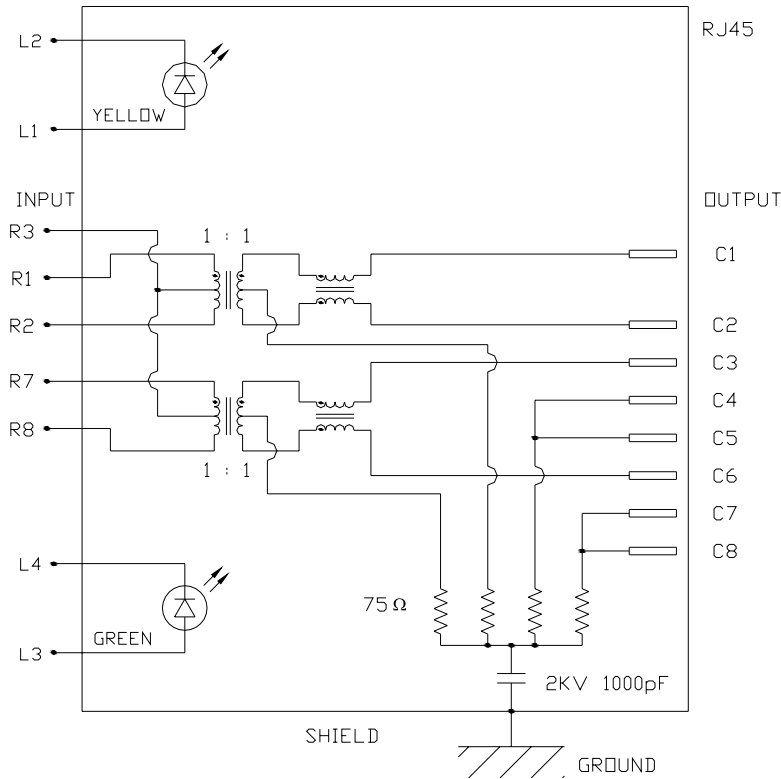 RJ45
L2
YELLOW
L1
INPUT
OUTPUT
R3
1 : 1
C1
R1
R2
C2
C3
R7
C4
R8
C5
1 : 1
C6
C7
C8
L4
75Ω
GREEN
L3
2KV 1000pF
SHIELD
GROUND